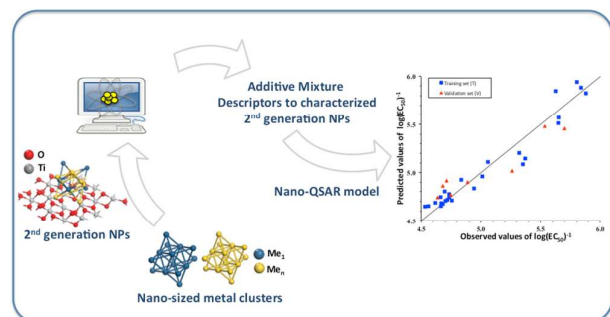 Additive Mixture
Descriptors to characterized
2nd generation NPs
Nano-QSAR model
O
Ti
2nd generation NPs
Me1
Men
Nano-sized metal clusters
Training set (T)
Validation set (V)
Predicted values of log(EC50)-1
6.0
5.5
5.0
4.5
4.5
5.0
5.5
6.0
Observed values of log(EC50)-1